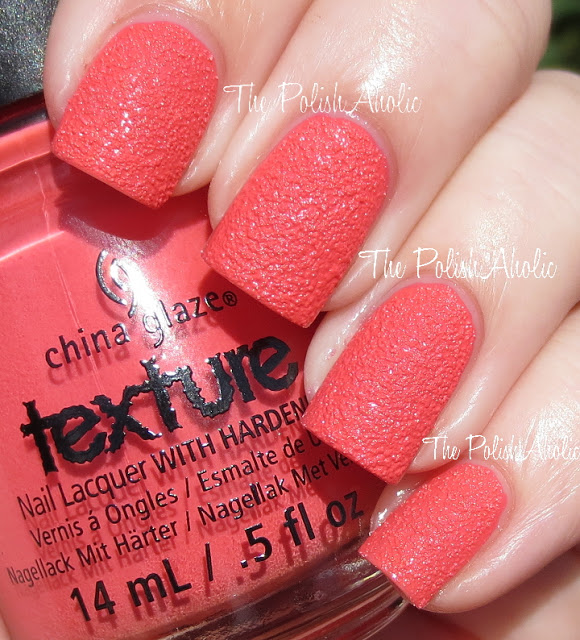 The PolishAholic
The PolishAholic
The PolishAholic
china glaze®
texture
Nail Lacquer WITH HARDEN
Vernis á Ongles / Esmalte de U
Nagellack Mit Härter / Nagellak Met Ve
14 mL / .5 fl oz